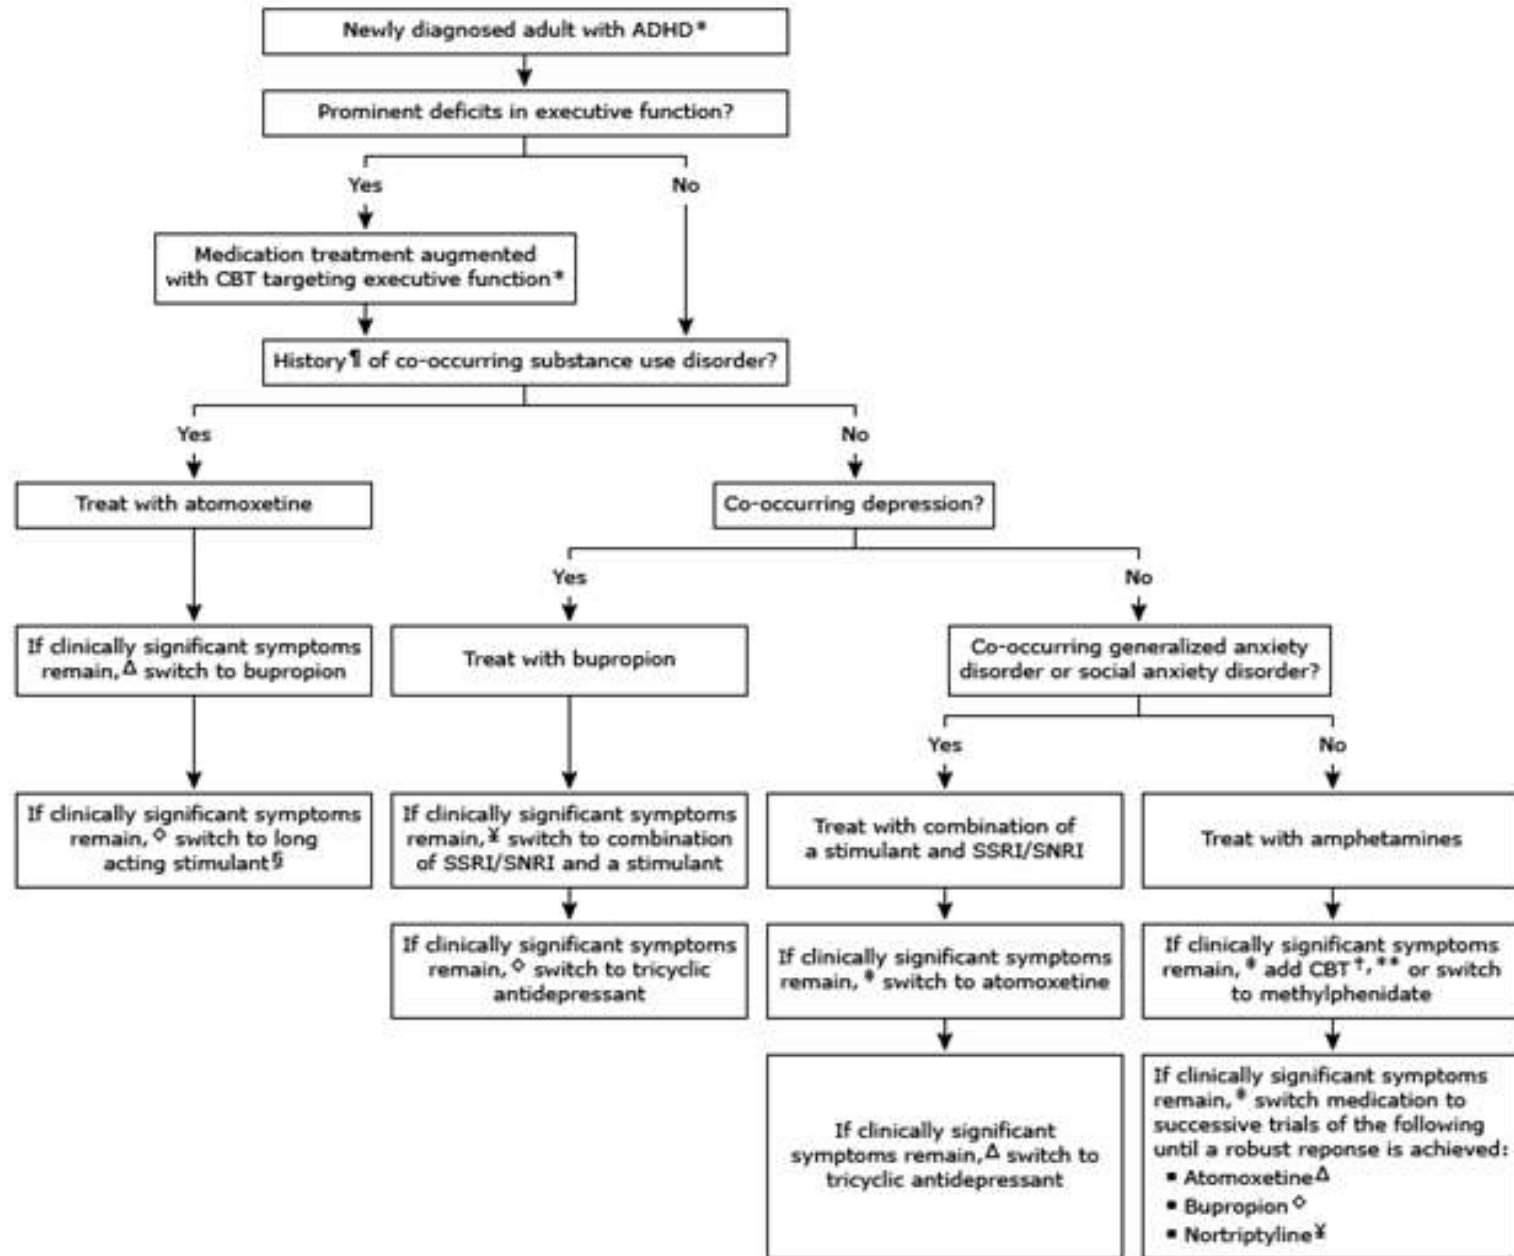 Newly diagnosed adult with ADHD*
Prominent deficits in executive function?
Yes
No
Medication treatment augmented
with CBT targeting executive function*
History¶ of co-occurring substance use disorder?
Yes
No
Treat with atomoxetine
Co-occurring depression?
Yes
No
If clinically significant symptoms
remain,Δ switch to bupropion
Treat with bupropion
Co-occurring generalized anxiety
disorder or social anxiety disorder?
Yes
No
If clinically significant symptoms
remain,◇ switch to long
acting stimulant§
If clinically significant symptoms
remain,¥ switch to combination
of SSRI/SNRI and a stimulant
Treat with combination of
a stimulant and SSRI/SNRI
Treat with amphetamines
If clinically significant symptoms
remain,◇ switch to tricyclic
antidepressant
If clinically significant symptoms
remain, switch to atomoxetine
If clinically significant symptoms
remain, add CBT†,** or switch
to methylphenidate
If clinically significant
symptoms remain,Δ switch to
tricyclic antidepressant
If clinically significant symptoms
remain, switch medication to
successive trials of the following
until a robust reponse is achieved:
▪ AtomoxetineΔ
▪ Bupropion◇
▪ Nortriptyline¥